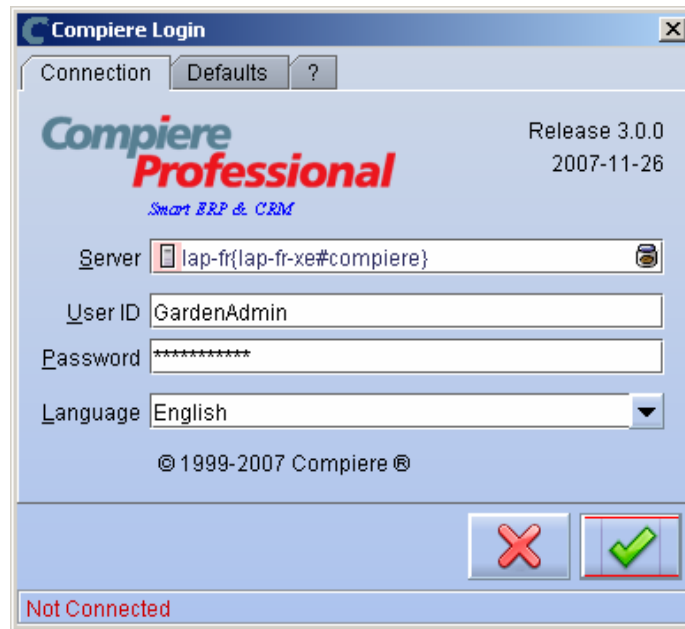 Compiere Login
Connection Defaults ?
Compiere
Professional
Smart ERP & CRM
Release 3.0.0
2007-11-26
Server lap-fr{lap-fr-xe#compiere}
User ID GardenAdmin
Password ***********
Language English
© 1999-2007 Compiere ®
Not Connected